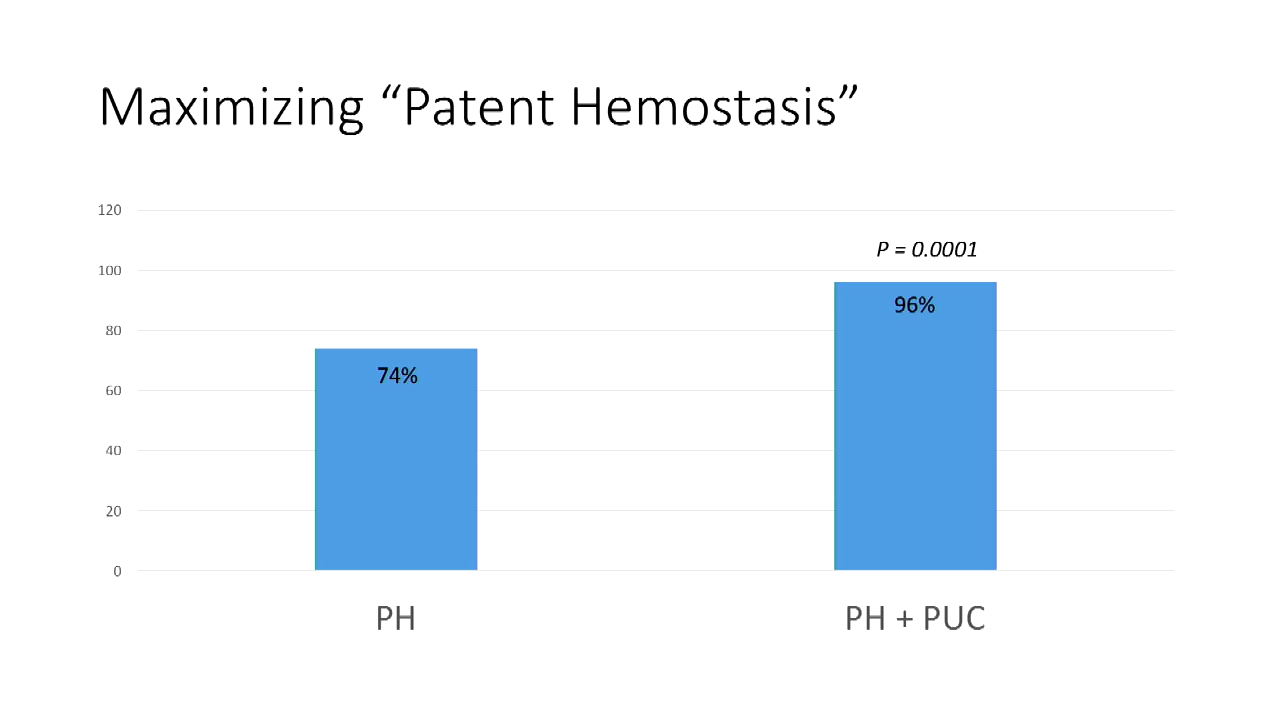 Maximizing “Patent Hemostasis”
120
P = 0.0001
100
96%
80
74%
60
40
20
0
PH
PH + PUC